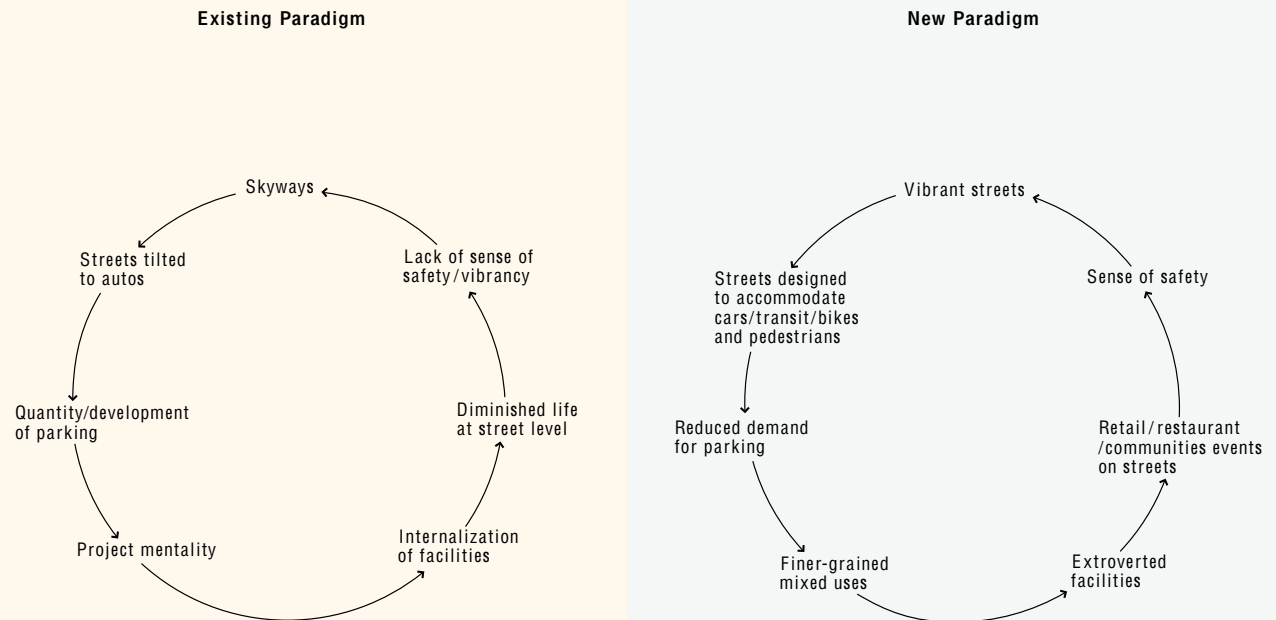 Existing Paradigm
Skyways
Streets tilted
to autos
Quantity/development
of parking
Project mentality
Internalization
of facilities
Diminished life
at street level
Lack of sense of
safety/vibrancy
New Paradigm
Vibrant streets
Streets designed
to accommodate
cars/transit/bikes
and pedestrians
Reduced demand
for parking
Finer-grained
mixed uses
Extroverted
facilities
Retail/restaurant
/communities events
on streets
Sense of safety